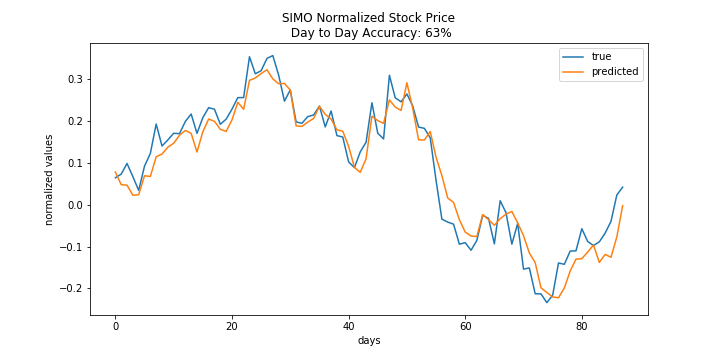 SIMO Normalized Stock Price
Day to Day Accuracy: 63%
true
predicted
normalized values
0.3
0.2
0.1
0.0
−0.1
−0.2
0
20
40
60
80
days